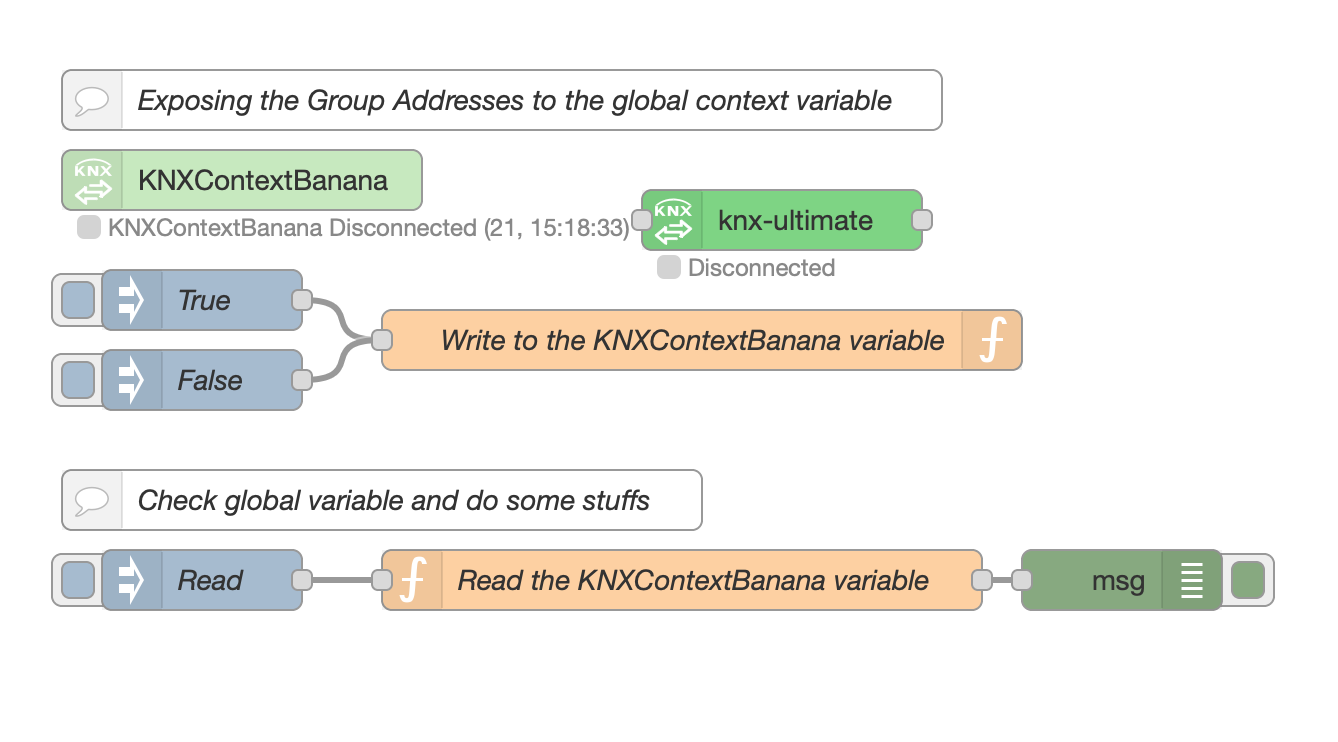 Exposing the Group Addresses to the global context variable
KNX
KNXContextBanana
KNXContextBanana Disconnected (21, 15:18:33)
KNX
knx-ultimate
Disconnected
True
False
Write to the KNXContextBanana variable
Check global variable and do some stuffs
Read
Read the KNXContextBanana variable
msg